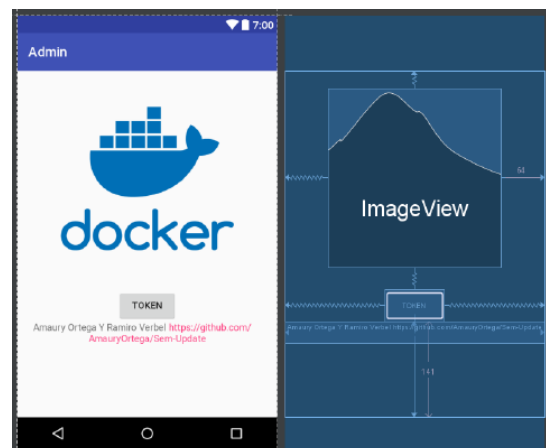 7:00
Admin
docker
TOKEN
Amaury Ortega Y Ramiro Verbel https://github.com/
AmauryOrtega/Sem-Update
64
ImageView
TOKEN
Amaury Ortega Y Ramiro Verbel https://github.com/AmauryOrtega/Sem-Update
141